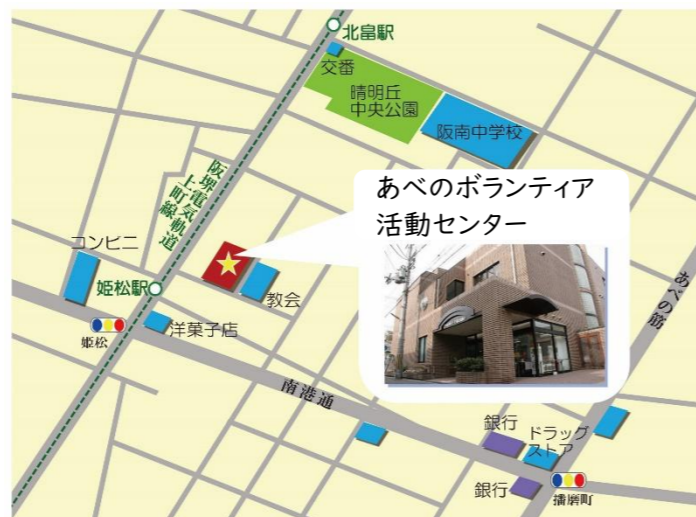 北畠駅
交番
晴明丘
中央公園
阪南中学校
阪堺電気軌道
上町線
あべのボランティア
活動センター
コンビニ
姫松駅
教会
あべの筋
姫松
洋菓子店
南港通
銀行
ドラッグ
ストア
銀行
播磨町